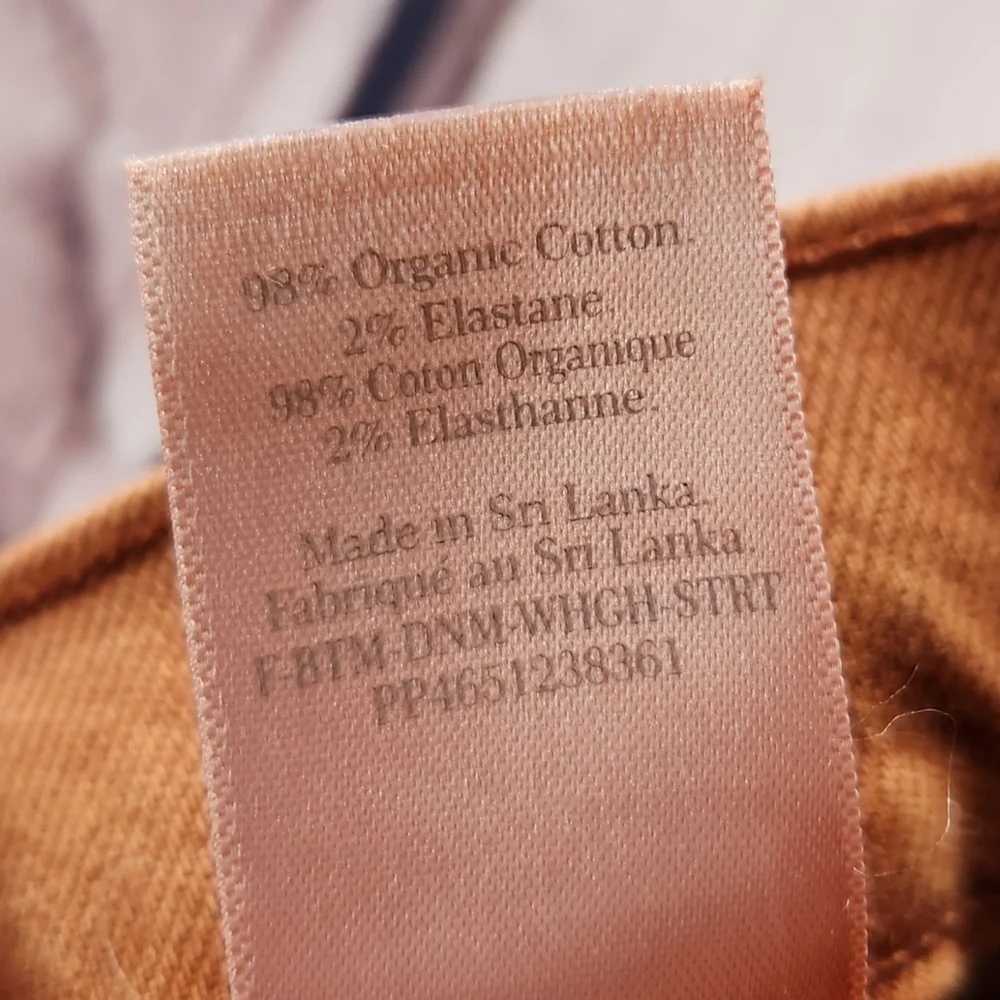 98% Organic Cotton.
2% Elastane.
98% Coton Organique
2% Elasthanne.
Made in Sri Lanka.
Fabriqué au Sri Lanka.
F-BTM-DNM-WHGH-STRT
PP4651238361